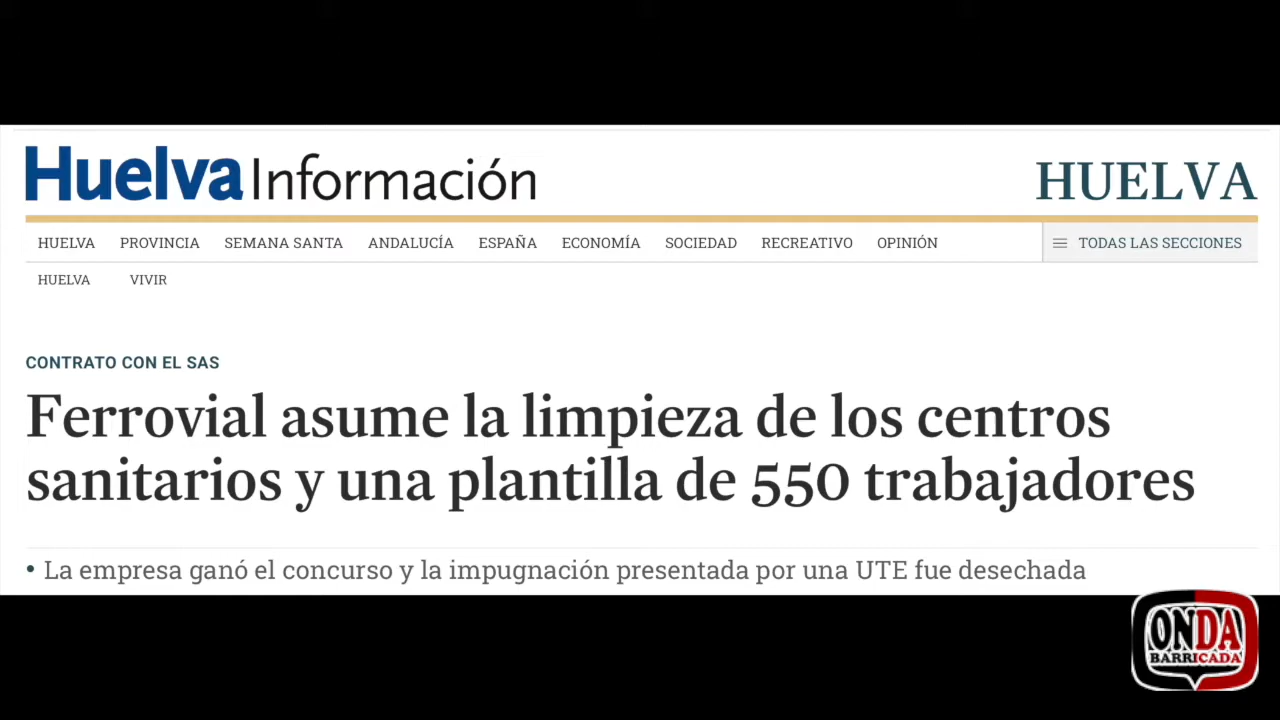 Huelva Información
HUELVA
HUELVA PROVINCIA SEMANA SANTA ANDALUCÍA ESPAÑA ECONOMÍA SOCIEDAD RECREATIVO OPINIÓN TODAS LAS SECCIONES
HUELVA VIVIR
CONTRATO CON EL SAS
Ferrovial asume la limpieza de los centros
sanitarios y una plantilla de 550 trabajadores
• La empresa ganó el concurso y la impugnación presentada por una UTE fue desechada
ONDA
BARRICADA